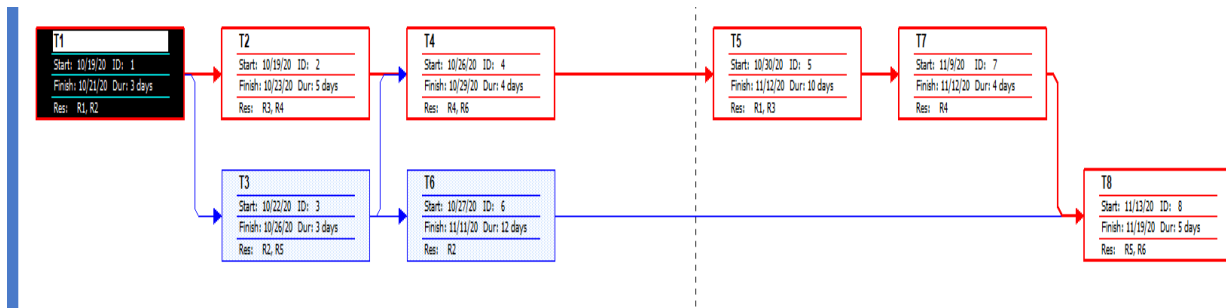 T1
Start: 10/19/20 ID: 1
Finish: 10/21/20 Dur: 3 days
Res: R1, R2
T2
Start: 10/19/20 ID: 2
Finish: 10/23/20 Dur: 5 days
Res: R3, R4
T4
Start: 10/26/20 ID: 4
Finish: 10/29/20 Dur: 4 days
Res: R4, R6
T5
Start: 10/30/20 ID: 5
Finish: 11/12/20 Dur: 10 days
Res: R1, R3
T7
Start: 11/9/20 ID: 7
Finish: 11/12/20 Dur: 4 days
Res: R4
T3
Start: 10/22/20 ID: 3
Finish: 10/26/20 Dur: 3 days
Res: R2, R5
T6
Start: 10/27/20 ID: 6
Finish: 11/11/20 Dur: 12 days
Res: R2
T8
Start: 11/13/20 ID: 8
Finish: 11/19/20 Dur: 5 days
Res: R5, R6